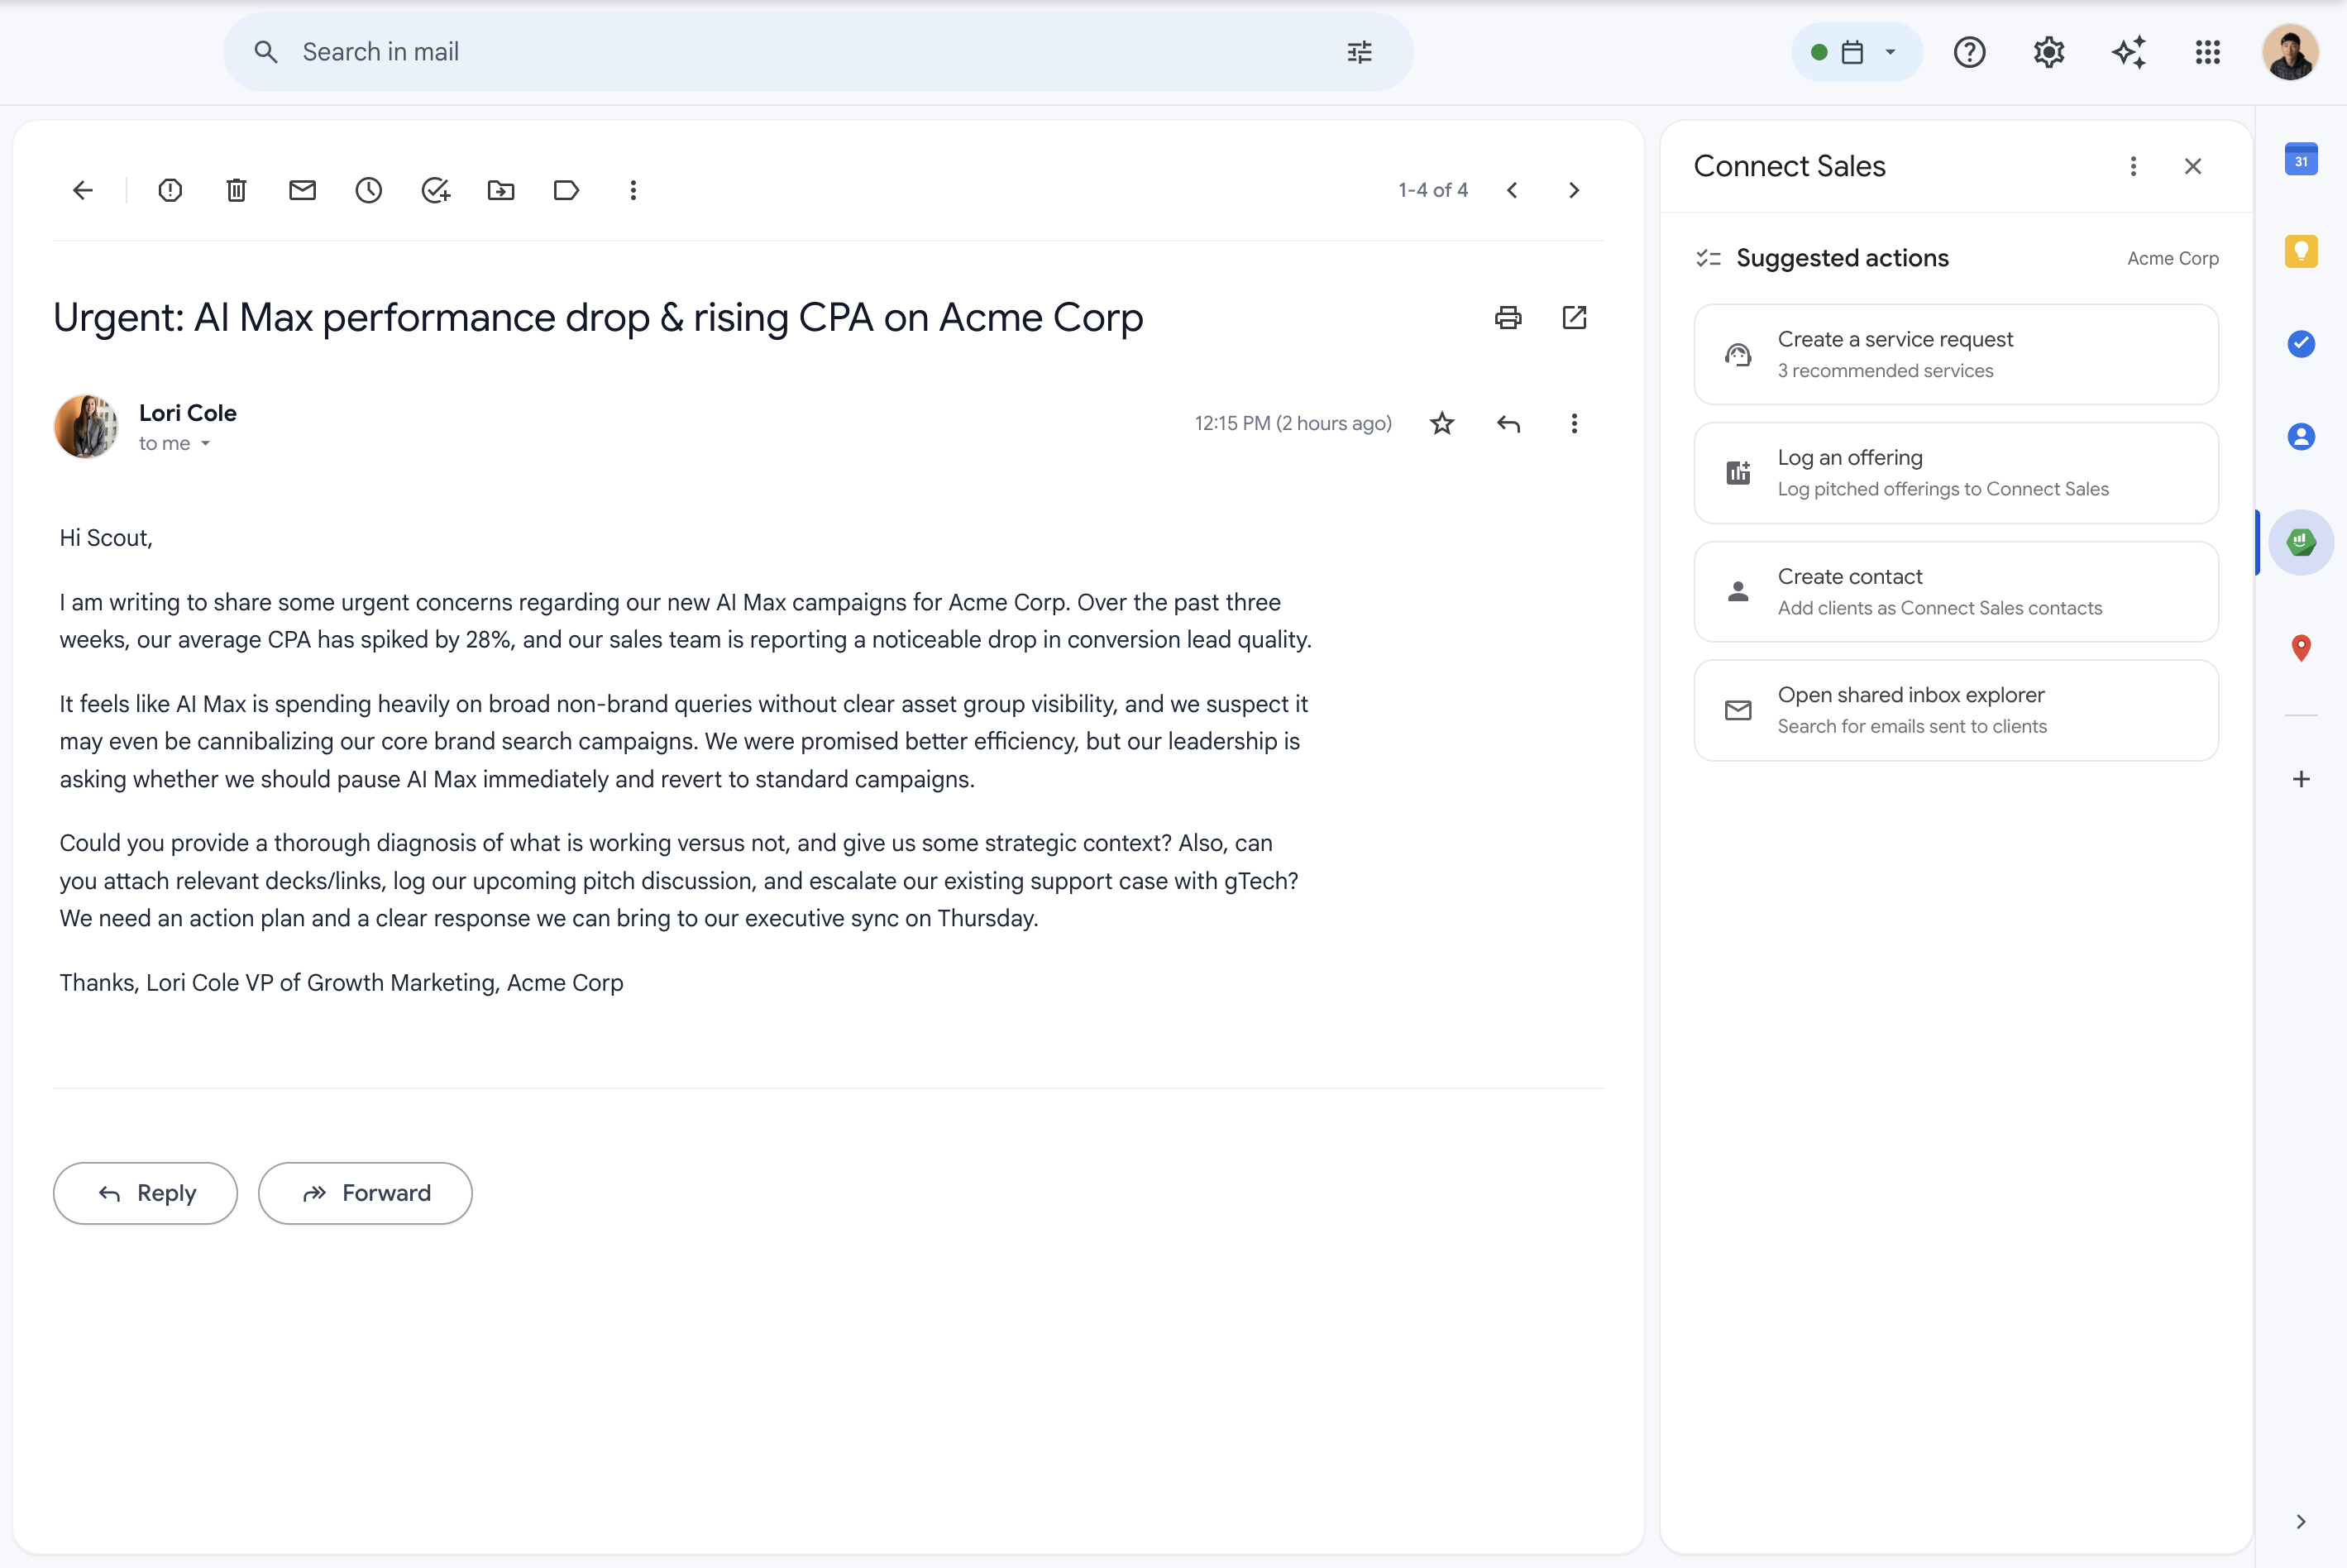 Search in mail
1-4 of 4
Urgent: AI Max performance drop & rising CPA on Acme Corp
Lori Cole
to me
12:15 PM (2 hours ago)
Hi Scout,
I am writing to share some urgent concerns regarding our new AI Max campaigns for Acme Corp. Over the past three
weeks, our average CPA has spiked by 28%, and our sales team is reporting a noticeable drop in conversion lead quality.
It feels like AI Max is spending heavily on broad non-brand queries without clear asset group visibility, and we suspect it
may even be cannibalizing our core brand search campaigns. We were promised better efficiency, but our leadership is
asking whether we should pause AI Max immediately and revert to standard campaigns.
Could you provide a thorough diagnosis of what is working versus not, and give us some strategic context? Also, can
you attach relevant decks/links, log our upcoming pitch discussion, and escalate our existing support case with gTech?
We need an action plan and a clear response we can bring to our executive sync on Thursday.
Thanks, Lori Cole VP of Growth Marketing, Acme Corp
Reply
Forward
Connect Sales
Suggested actions
Acme Corp
Create a service request
3 recommended services
Log an offering
Log pitched offerings to Connect Sales
Create contact
Add clients as Connect Sales contacts
Open shared inbox explorer
Search for emails sent to clients
31